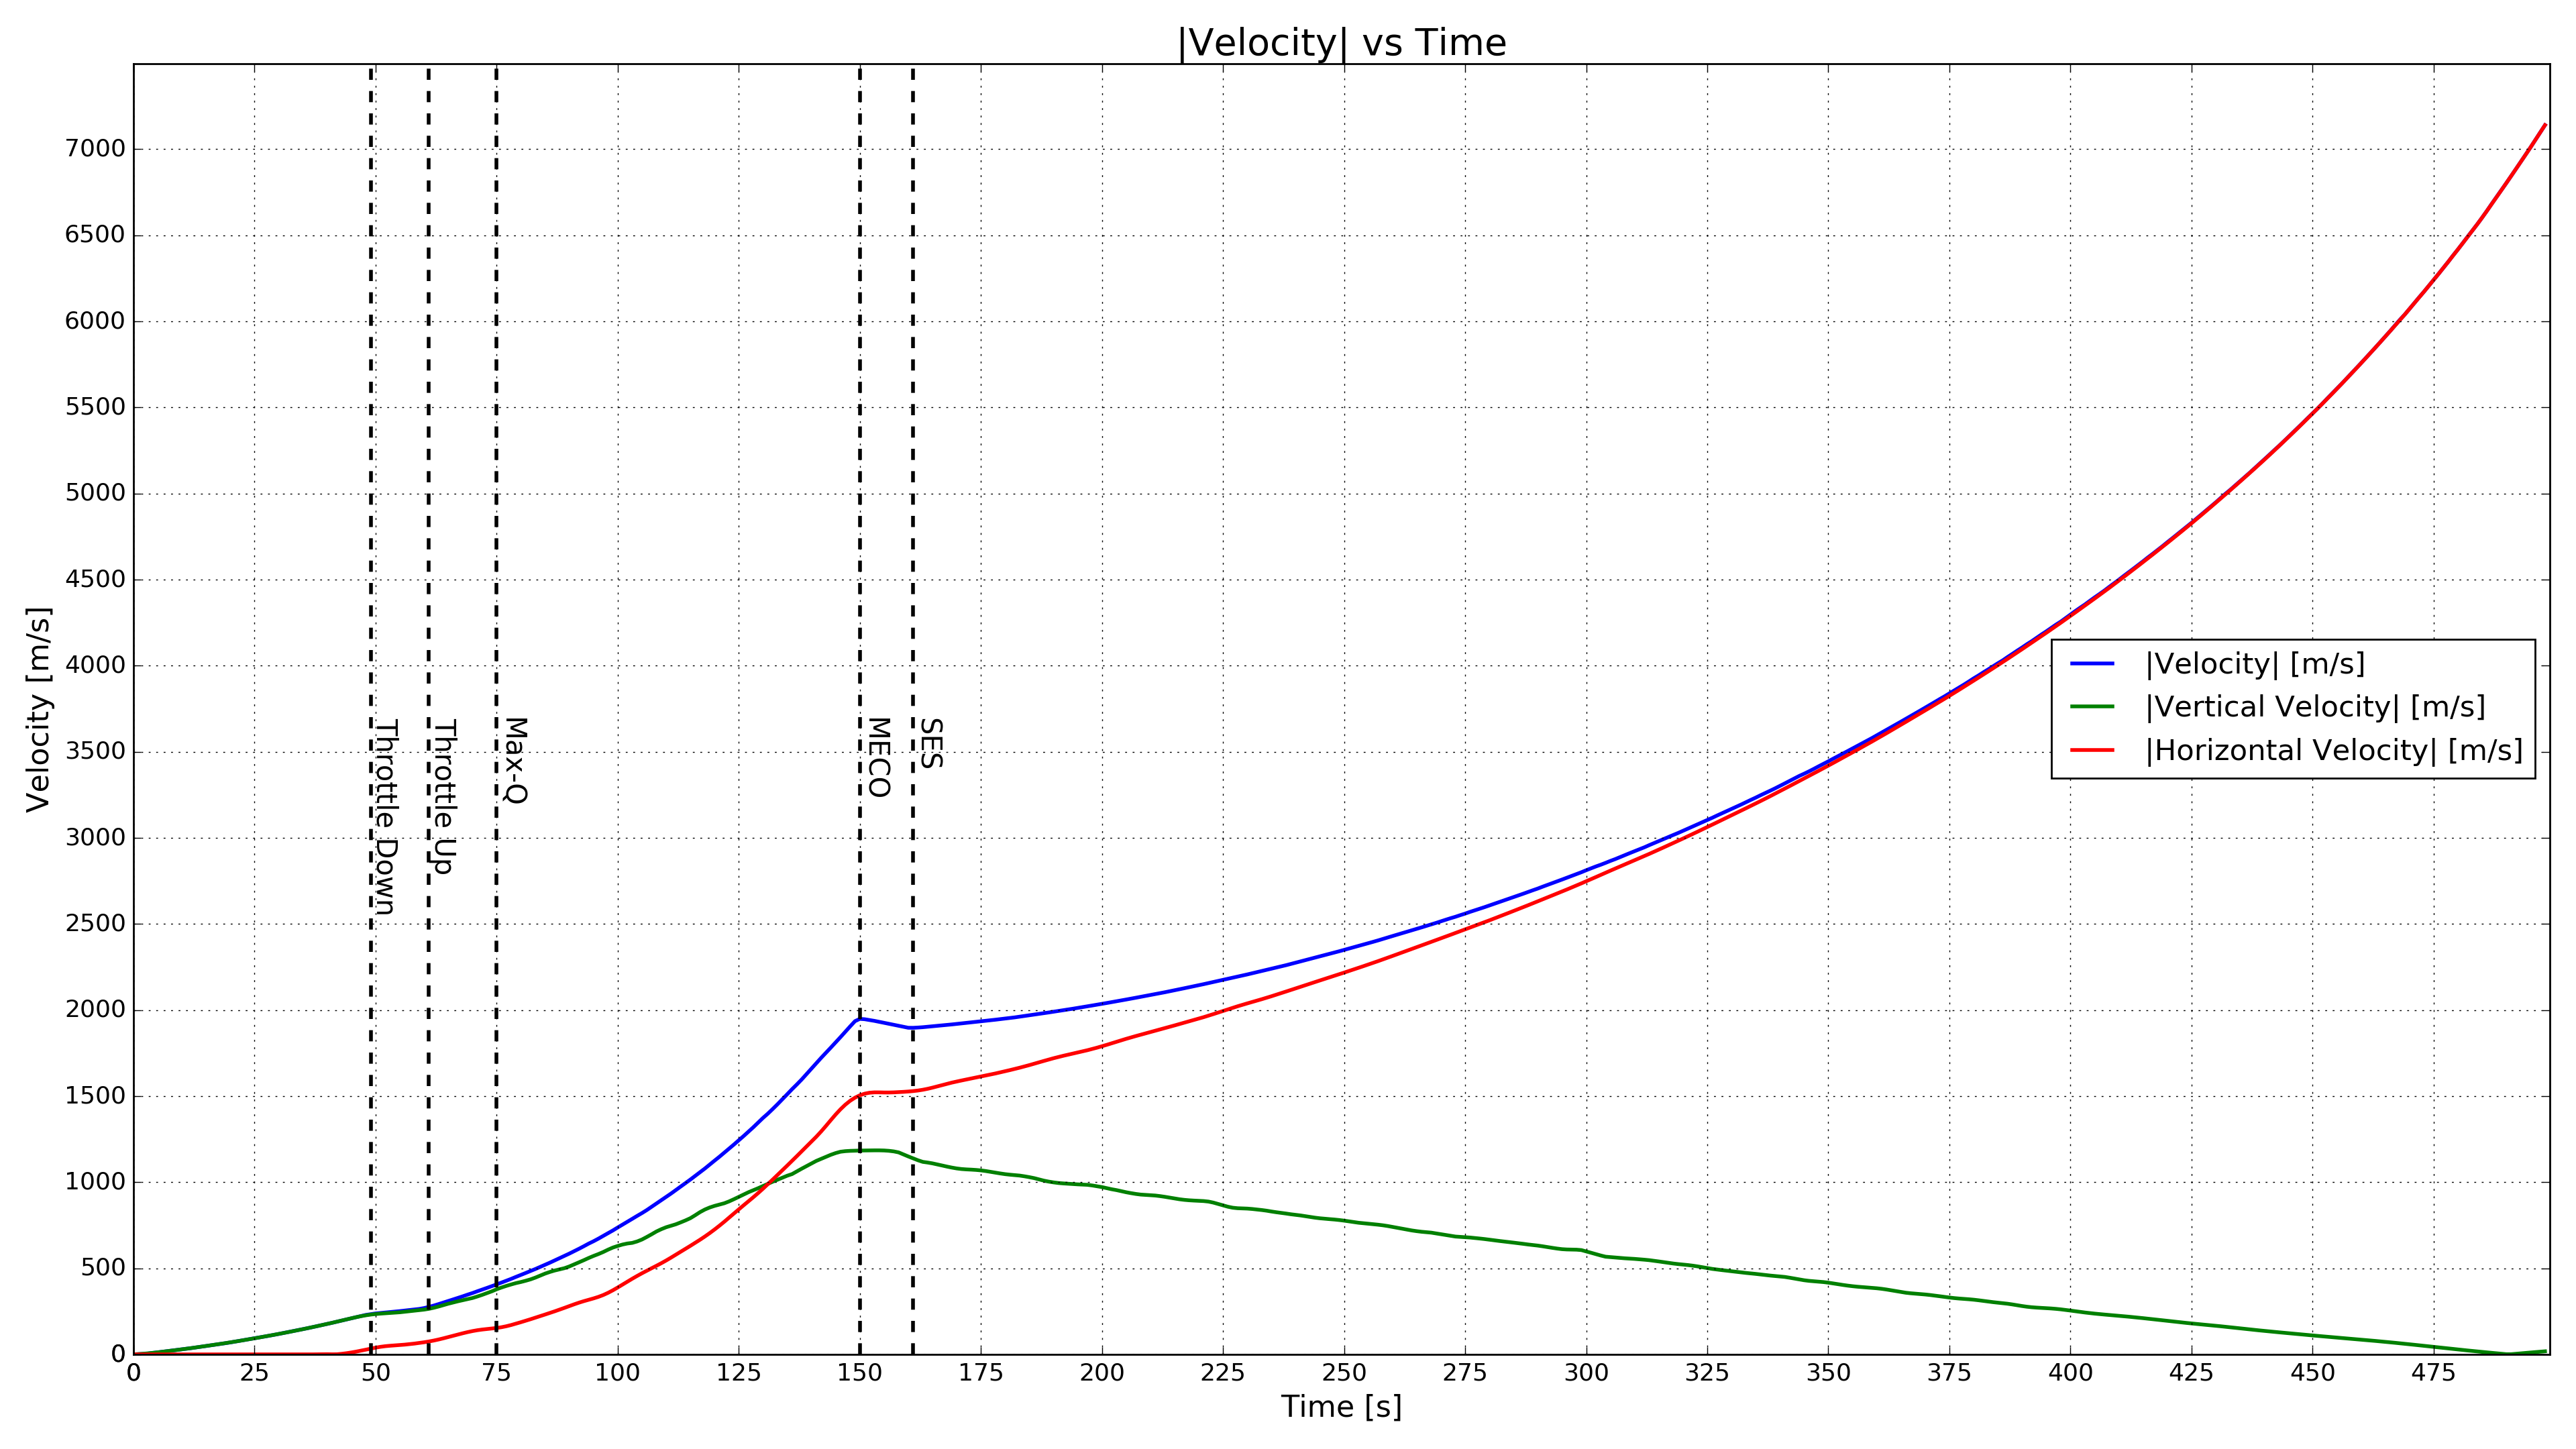 |Velocity| vs Time
Velocity [m/s]
7000
6500
6000
5500
5000
4500
4000
3500
3000
2500
2000
1500
1000
500
0
Throttle Down
Throttle Up
Max-Q
MECO
SES
|Velocity| [m/s]
|Vertical Velocity| [m/s]
|Horizontal Velocity| [m/s]
0 25 50 75 100 125 150 175 200 225 250 275 300 325 350 375 400 425 450 475
Time [s]